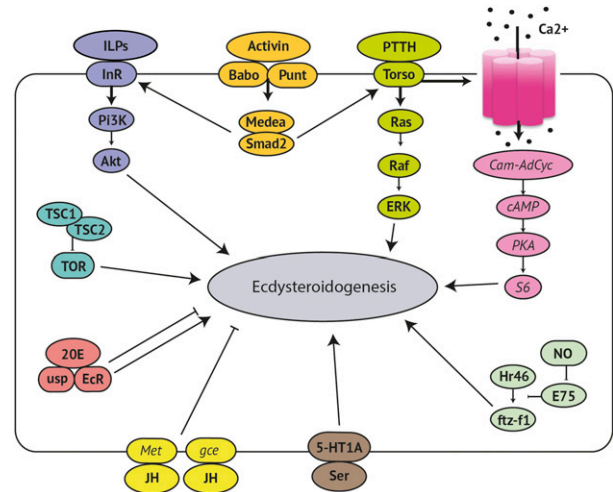 ILPs
InR
Pi3K
Akt
Activin
Babo
Punt
Medea
Smad2
PTTH
Torso
Ras
Raf
ERK
Ca2+
Cam-AdCyc
cAMP
PKA
S6
TSC1
TSC2
TOR
Ecdysteroidogenesis
20E
usp
EcR
Met
JH
gce
JH
5-HT1A
Ser
NO
Hr46
E75
ftz-f1